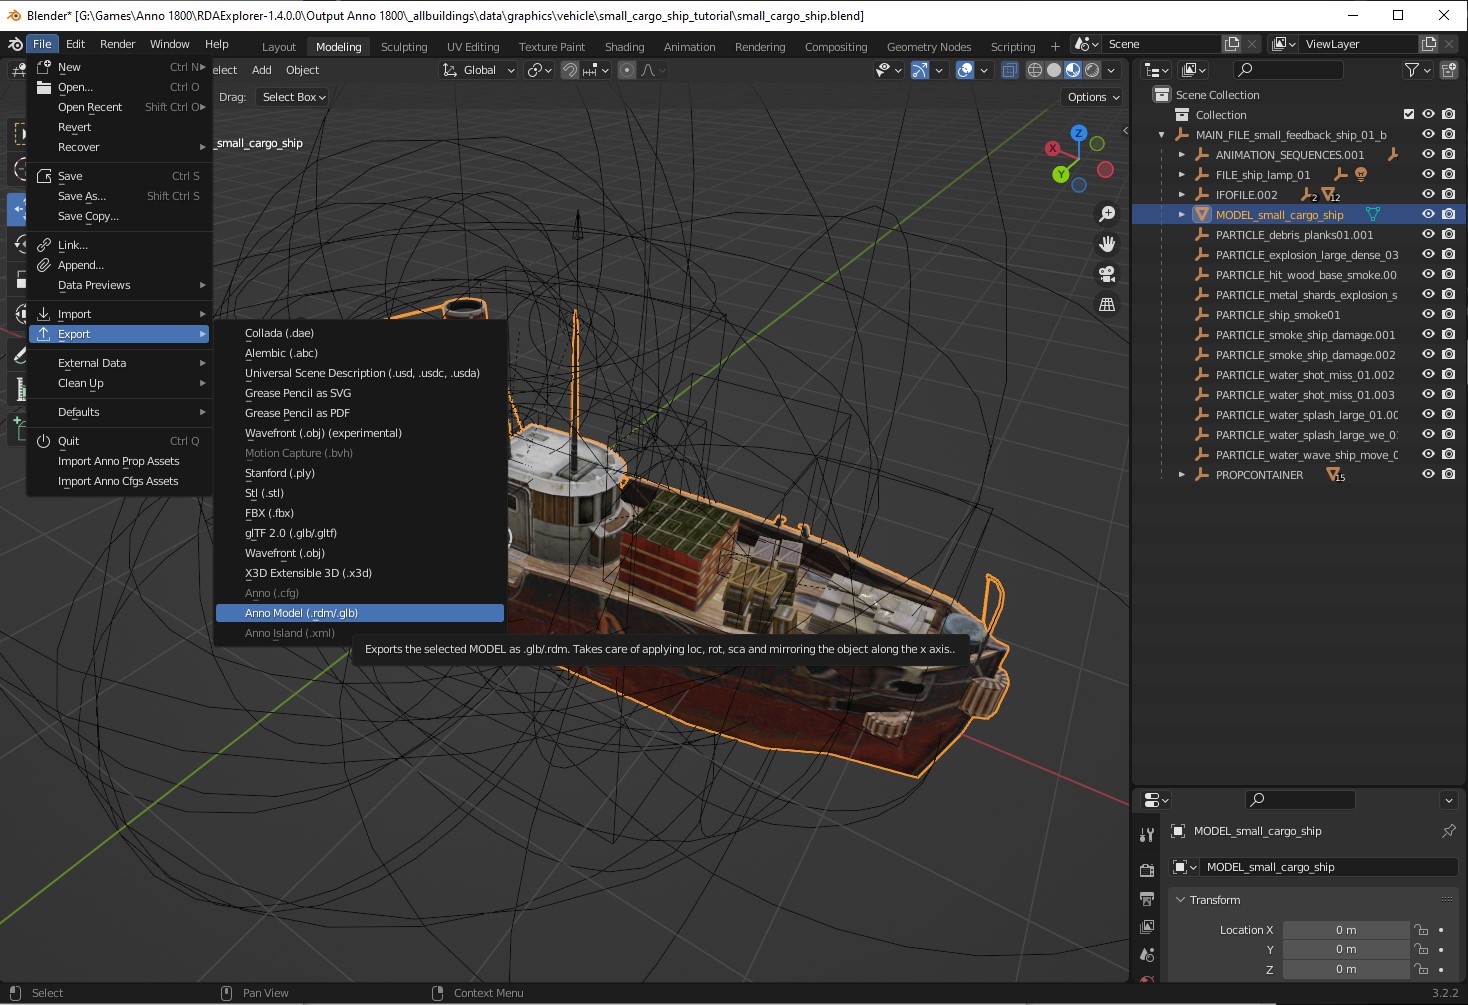 Blender* [G:\Games\Anno 1800\RDAExplorer-1.4.0.0\Output Anno 1800\_allbuildings\data\graphics\vehicle\small_cargo_ship_tutorial\small_cargo_ship.blend]
File Edit Render Window Help Layout Modeling Sculpting UV Editing Texture Paint Shading Animation Rendering Compositing Geometry Nodes Scripting + Scene ViewLayer
elect Add Object Global
Drag: Select Box Options
_small_cargo_ship
New Ctrl N
Open... Ctrl O
Open Recent Shift Ctrl O
Revert
Recover
Save Ctrl S
Save As... Shift Ctrl S
Save Copy...
Link...
Append...
Data Previews
Import
Export
External Data
Clean Up
Defaults
Quit Ctrl Q
Import Anno Prop Assets
Import Anno Cfgs Assets
Collada (.dae)
Alembic (.abc)
Universal Scene Description (.usd, .usdc, .usda)
Grease Pencil as SVG
Grease Pencil as PDF
Wavefront (.obj) (experimental)
Motion Capture (.bvh)
Stanford (.ply)
Stl (.stl)
FBX (.fbx)
glTF 2.0 (.glb/.gltf)
Wavefront (.obj)
X3D Extensible 3D (.x3d)
Anno (.cfg)
Anno Model (.rdm/.glb)
Anno Island (.xml)
Exports the selected MODEL as .glb/.rdm. Takes care of applying loc, rot, sca and mirroring the object along the x axis..
Z
X
Y
Scene Collection
Collection
MAIN_FILE_small_feedback_ship_01_b
ANIMATION_SEQUENCES.001
FILE_ship_lamp_01
IFOFILE.002 2 12
MODEL_small_cargo_ship
PARTICLE_debris_planks01.001
PARTICLE_explosion_large_dense_03
PARTICLE_hit_wood_base_smoke.00
PARTICLE_metal_shards_explosion_s
PARTICLE_ship_smoke01
PARTICLE_smoke_ship_damage.001
PARTICLE_smoke_ship_damage.002
PARTICLE_water_shot_miss_01.002
PARTICLE_water_shot_miss_01.003
PARTICLE_water_splash_large_01.00
PARTICLE_water_splash_large_we_0
PARTICLE_water_wave_ship_move_0
PROPCONTAINER 15
MODEL_small_cargo_ship
MODEL_small_cargo_ship
Transform
Location X 0 m
Y 0 m
Z 0 m
Select Pan View Context Menu 3.2.2